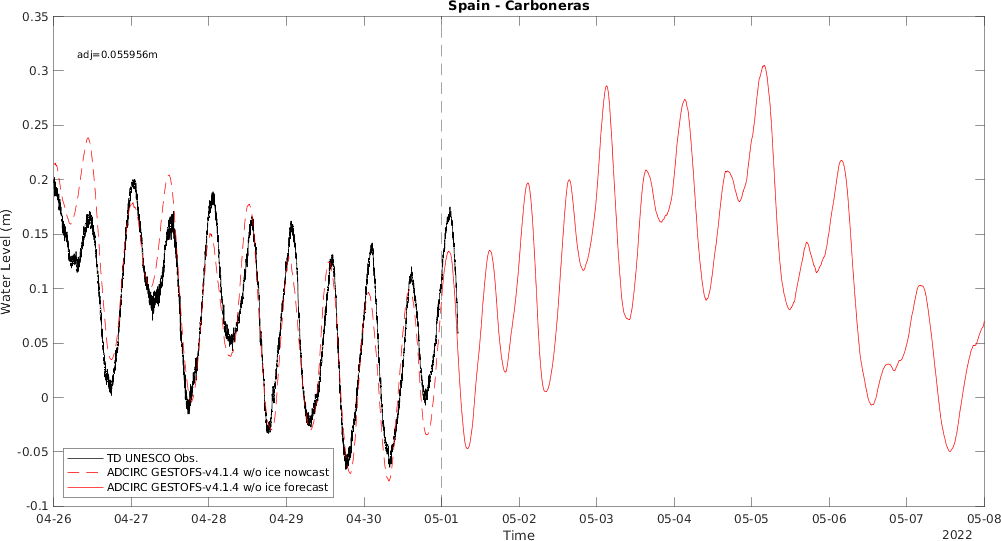 Spain - Carboneras
adj=0.055956m
0.35
0.3
0.25
0.2
0.15
0.1
0.05
0
-0.05
-0.1
Water Level (m)
TD UNESCO Obs.
ADCIRC GESTOFS-v4.1.4 w/o ice nowcast
ADCIRC GESTOFS-v4.1.4 w/o ice forecast
04-26 04-27 04-28 04-29 04-30 05-01 05-02 05-03 05-04 05-05 05-06 05-07 05-08
Time
2022